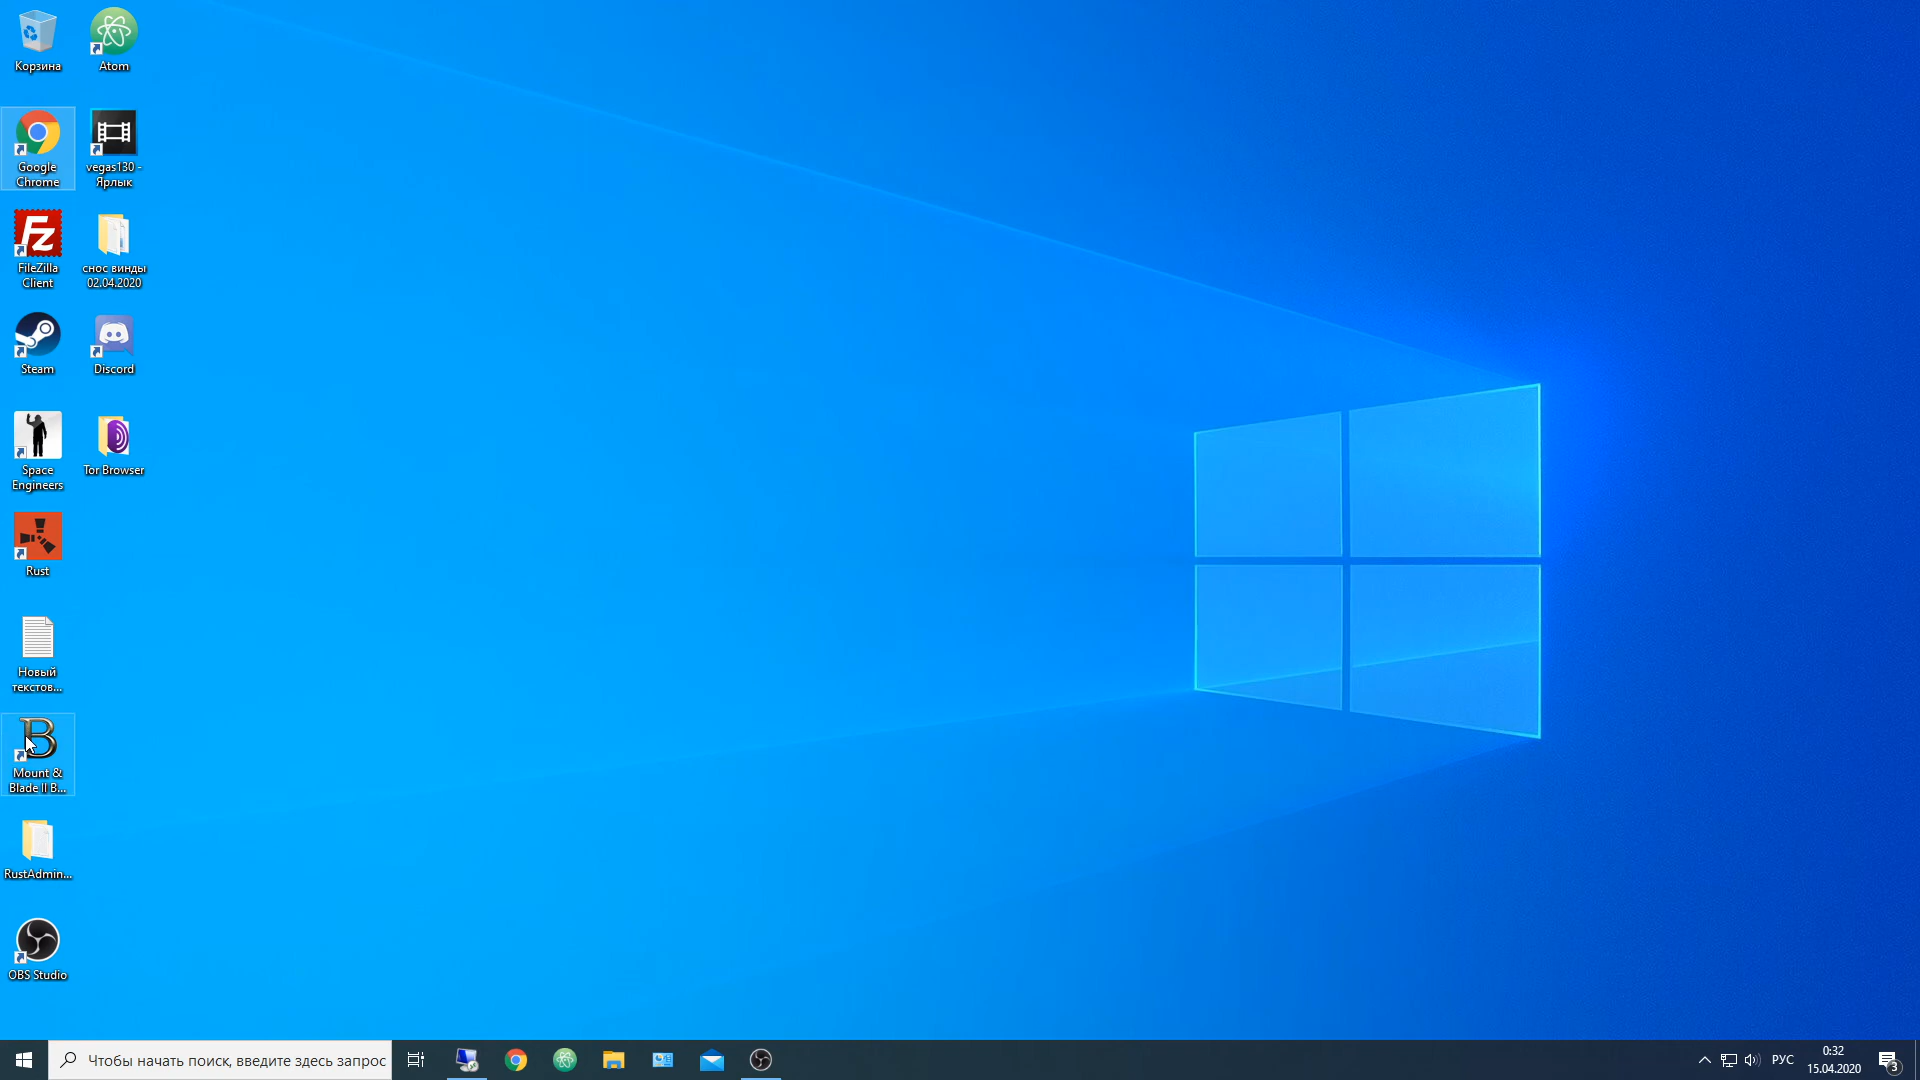 Корзина
Atom
Google
Chrome
vegas130 -
Ярлык
FileZilla
Client
снос винды
02.04.2020
Steam
Discord
Space
Engineers
Tor Browser
Rust
Новый
текстов...
Mount &
Blade II B...
RustAdmin...
OBS Studio
Чтобы начать поиск, введите здесь запрос
РУС
0:32
15.04.2020
3